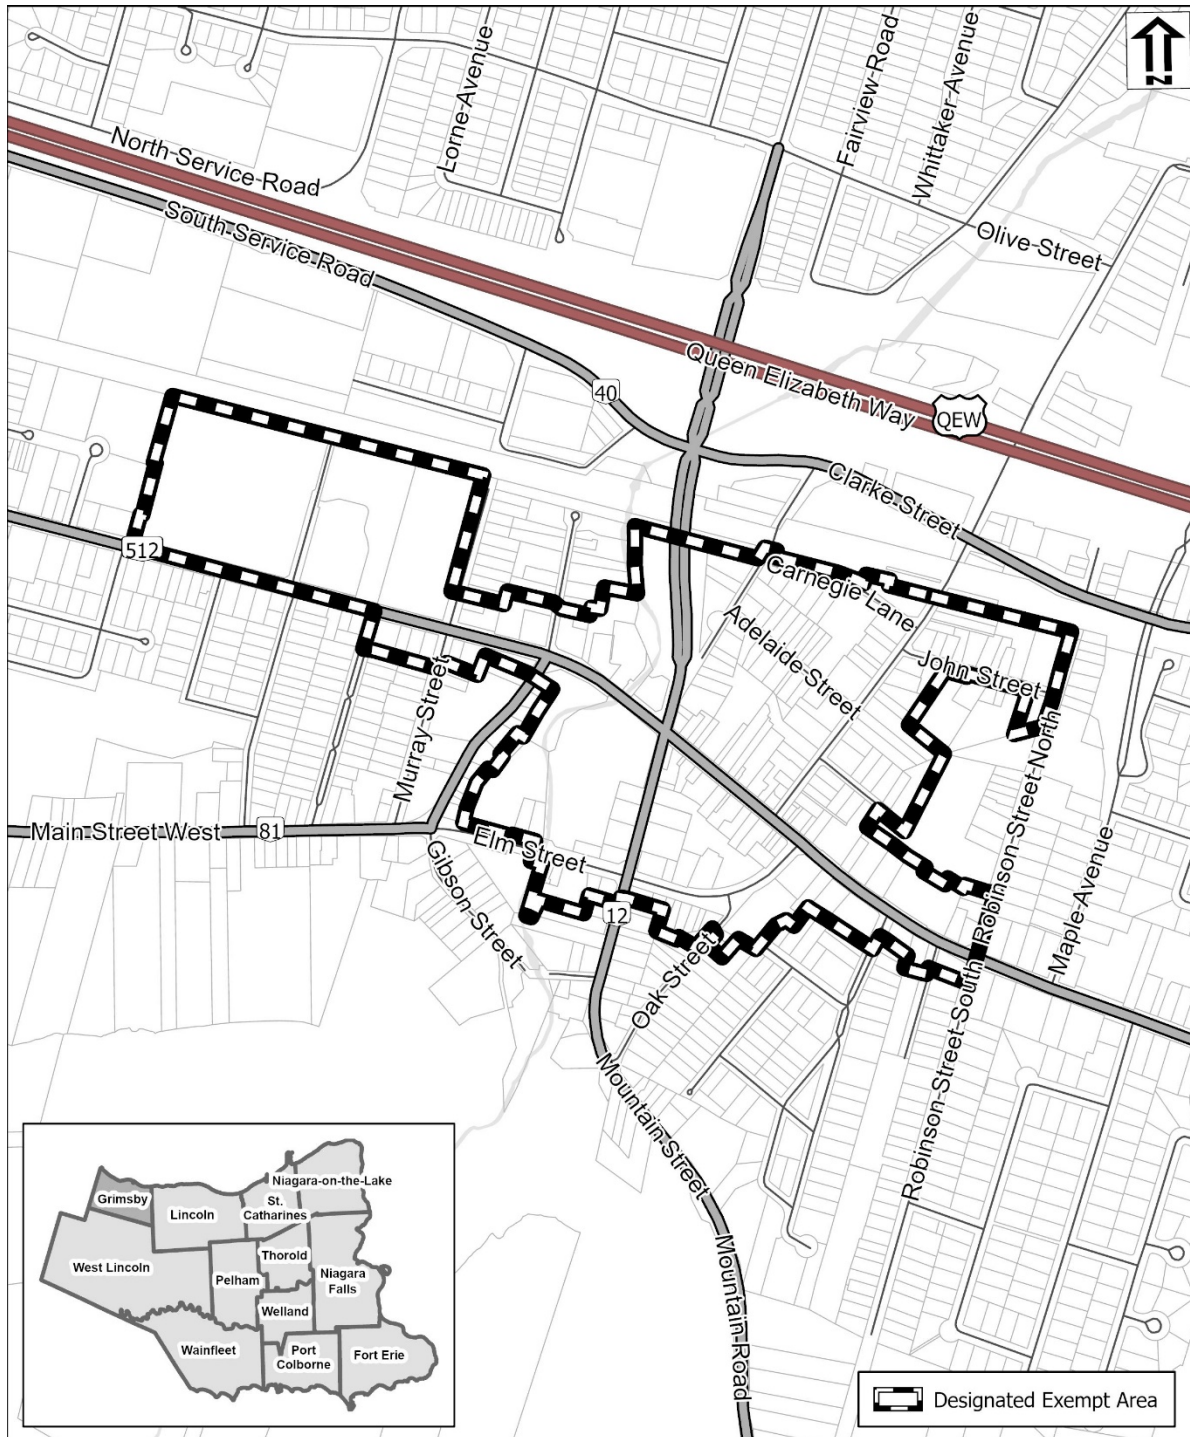 N
Lorne Avenue
Fairview Road
Whittaker Avenue
North Service Road
South Service Road
Olive Street
Queen Elizabeth Way
QEW
40
Clarke Street
512
Carnegie Lane
Adelaide Street
John Street
Murray Street
Robinson Street North
Main Street West
81
Elm Street
Gibson Street
12
Oak Street
Maple Avenue
Robinson Street South
Mountain Street
Mountain Road
Niagara-on-the-Lake
Grimsby
Lincoln
St.
Catharines
West Lincoln
Thorold
Pelham
Niagara
Falls
Welland
Wainfleet
Port
Colborne
Fort Erie
Designated Exempt Area